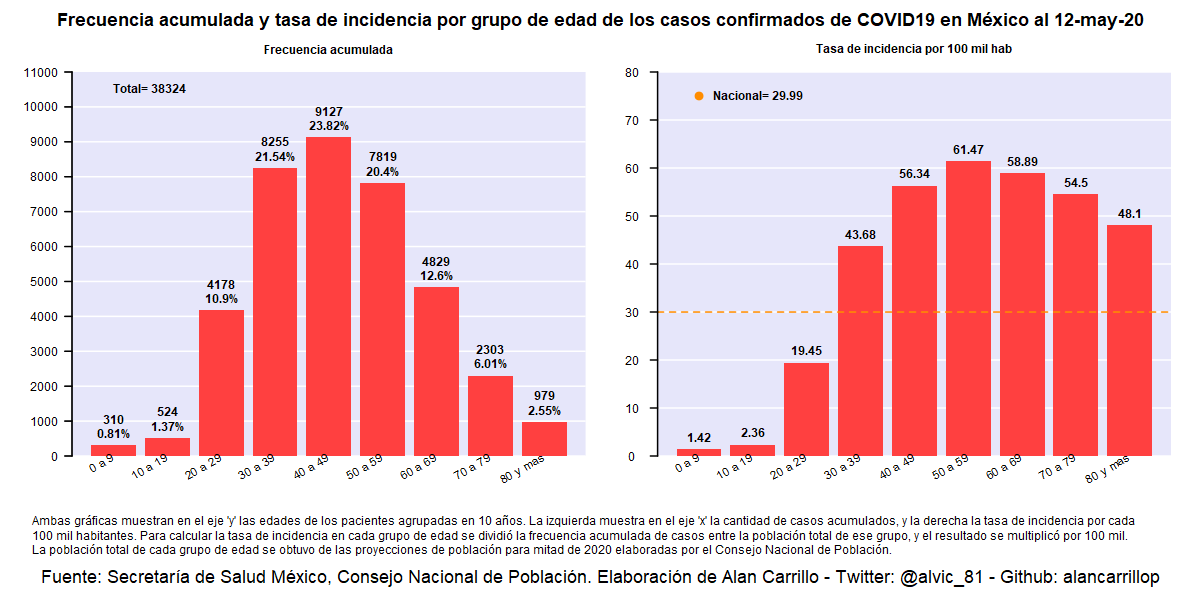 Frecuencia acumulada y tasa de incidencia por grupo de edad de los casos confirmados de COVID19 en México al 12-may-20
Frecuencia acumulada
Total= 38324
11000
10000
9000
8000
7000
6000
5000
4000
3000
2000
1000
0
310
0.81%
524
1.37%
4178
10.9%
8255
21.54%
9127
23.82%
7819
20.4%
4829
12.6%
2303
6.01%
979
2.55%
0 a 9
10 a 19
20 a 29
30 a 39
40 a 49
50 a 59
60 a 69
70 a 79
80 y mas
Tasa de incidencia por 100 mil hab
Nacional= 29.99
80
70
60
50
40
30
20
10
0
1.42
2.36
19.45
43.68
56.34
61.47
58.89
54.5
48.1
0 a 9
10 a 19
20 a 29
30 a 39
40 a 49
50 a 59
60 a 69
70 a 79
80 y mas
Ambas gráficas muestran en el eje 'y' las edades de los pacientes agrupadas en 10 años. La izquierda muestra en el eje 'x' la cantidad de casos acumulados, y la derecha la tasa de incidencia por cada
100 mil habitantes. Para calcular la tasa de incidencia en cada grupo de edad se dividió la frecuencia acumulada de casos entre la población total de ese grupo, y el resultado se multiplicó por 100 mil.
La población total de cada grupo de edad se obtuvo de las proyecciones de población para mitad de 2020 elaboradas por el Consejo Nacional de Población.
Fuente: Secretaría de Salud México, Consejo Nacional de Población. Elaboración de Alan Carrillo - Twitter: @alvic_81 - Github: alancarrillop